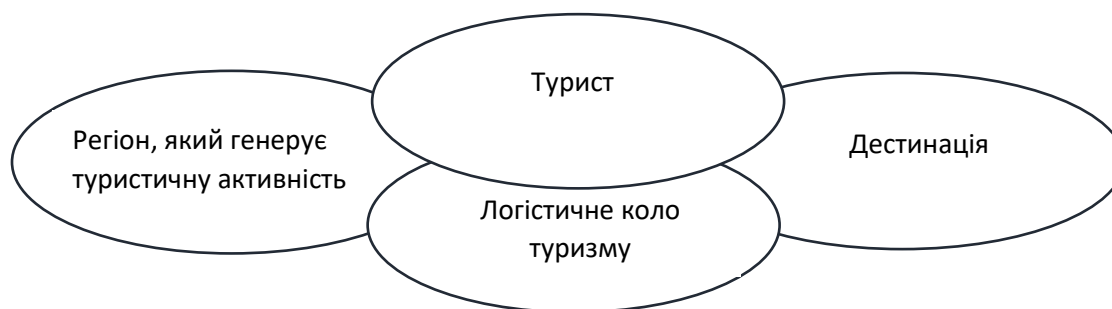 Турист
Регіон, який генерує
туристичну активність
Дестинація
Логістичне коло
туризму